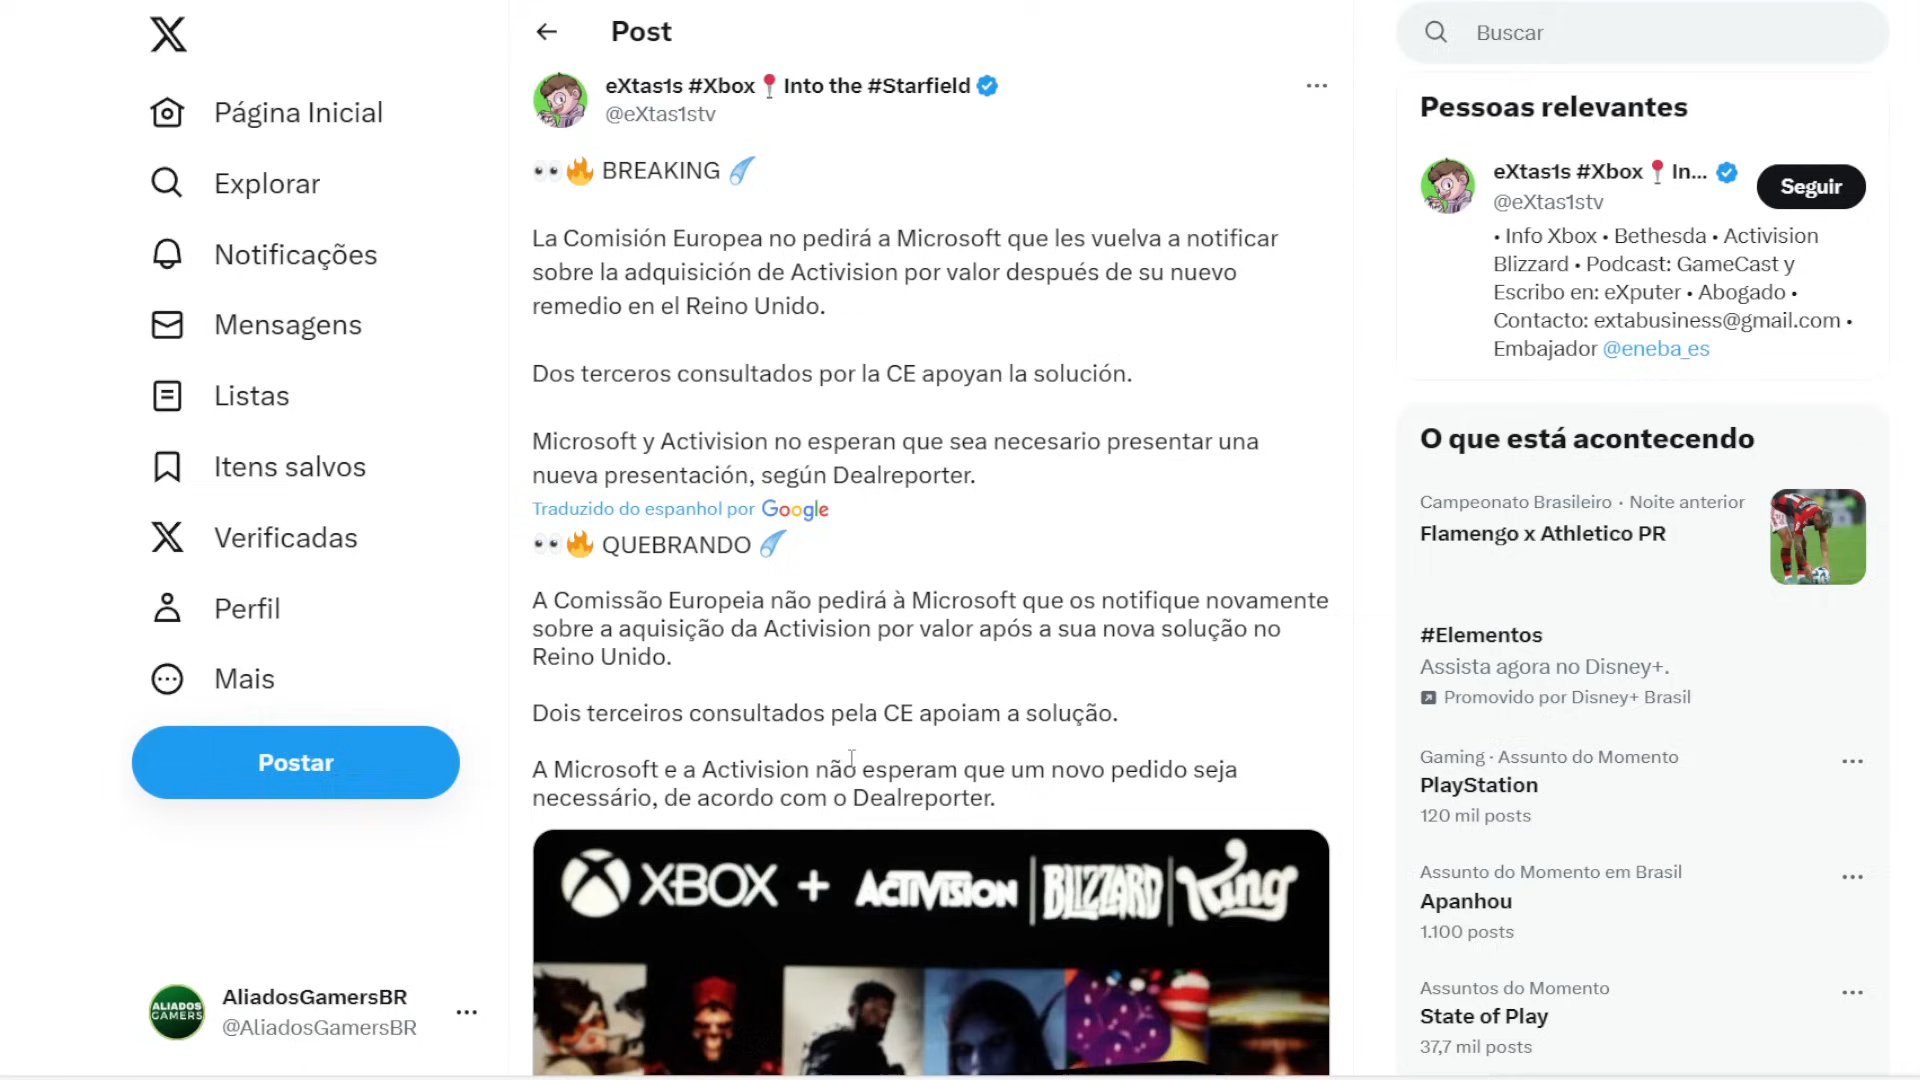 Página Inicial
Explorar
Notificações
Mensagens
Listas
Itens salvos
Verificadas
Perfil
Mais
Postar
ALIADOS
GAMERS
AliadosGamersBR
@AliadosGamersBR
Post
eXtas1s #Xbox📍Into the #Starfield
@eXtas1stv
👀🔥 BREAKING ☄️
La Comisión Europea no pedirá a Microsoft que les vuelva a notificar
sobre la adquisición de Activision por valor después de su nuevo
remedio en el Reino Unido.
Dos terceros consultados por la CE apoyan la solución.
Microsoft y Activision no esperan que sea necesario presentar una
nueva presentación, según Dealreporter.
Traduzido do espanhol por Google
👀🔥 QUEBRANDO ☄️
A Comissão Europeia não pedirá à Microsoft que os notifique novamente
sobre a aquisição da Activision por valor após a sua nova solução no
Reino Unido.
Dois terceiros consultados pela CE apoiam a solução.
A Microsoft e a Activision não esperam que um novo pedido seja
necessário, de acordo com o Dealreporter.
XBOX + ACTIVISION | BLIZZARD | King
Buscar
Pessoas relevantes
eXtas1s #Xbox📍In...
@eXtas1stv
Seguir
• Info Xbox • Bethesda • Activision
Blizzard • Podcast: GameCast y
Escribo en: eXputer • Abogado •
Contacto: extabusiness@gmail.com •
Embajador @eneba_es
O que está acontecendo
Campeonato Brasileiro · Noite anterior
Flamengo x Athletico PR
#Elementos
Assista agora no Disney+.
Promovido por Disney+ Brasil
Gaming · Assunto do Momento
PlayStation
120 mil posts
Assunto do Momento em Brasil
Apanhou
1.100 posts
Assuntos do Momento
State of Play
37,7 mil posts